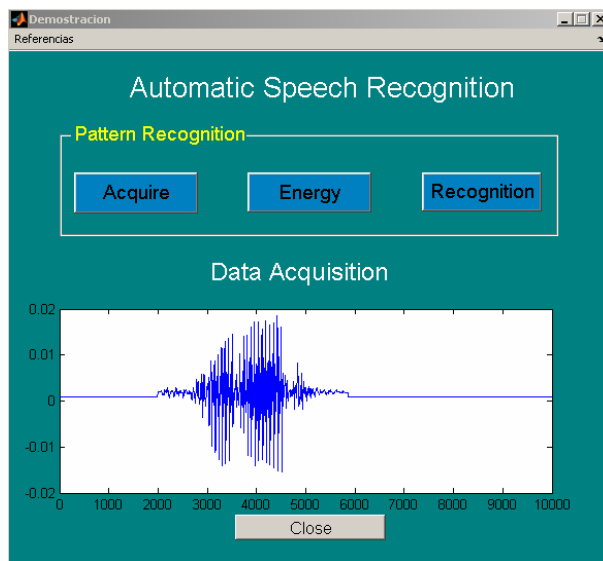 Demostracion
Referencias
Automatic Speech Recognition
Pattern Recognition
Acquire Energy Recognition
Data Acquisition
0.02
0.01
0
-0.01
-0.02
0 1000 2000 3000 4000 5000 6000 7000 8000 9000 10000
Close